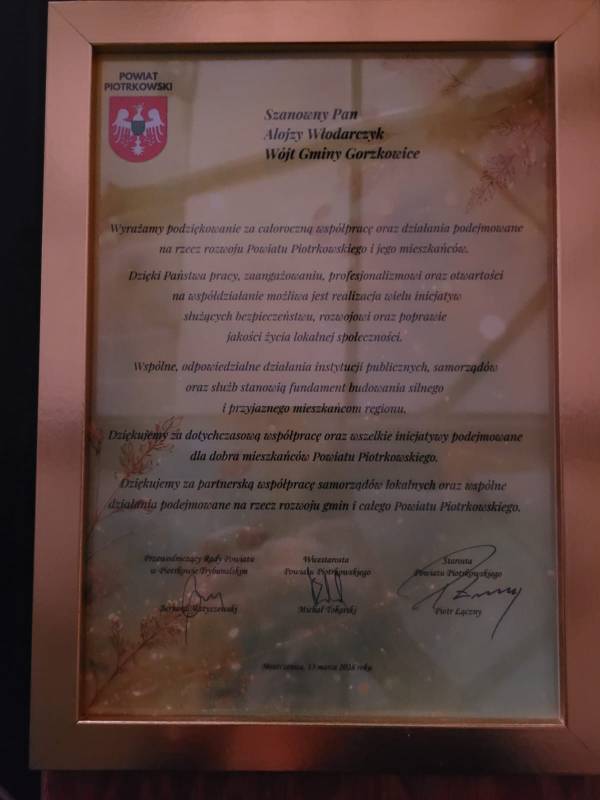 POWIAT
PIOTRKOWSKI
Szanowny Pan
Alojzy Włodarczyk
Wójt Gminy Gorzkowice
Wyrażamy podziękowanie za całoroczną współpracę oraz działania podejmowane
na rzecz rozwoju Powiatu Piotrkowskiego i jego mieszkańców.
Dzięki Państwa pracy, zaangażowaniu, profesjonalizmowi oraz otwartości
na współdziałanie możliwa jest realizacja wielu inicjatyw
służących bezpieczeństwu, rozwojowi oraz poprawie
jakości życia lokalnej społeczności.
Wspólne, odpowiedzialne działania instytucji publicznych, samorządów
oraz służb stanowią fundament budowania silnego
i przyjaznego mieszkańcom regionu.
Dziękujemy za dotychczasową współpracę oraz wszelkie inicjatywy podejmowane
dla dobra mieszkańców Powiatu Piotrkowskiego.
Dziękujemy za partnerską współpracę samorządów lokalnych oraz wspólne
działania podejmowane na rzecz rozwoju gmin i całego Powiatu Piotrkowskiego.
Przewodniczący Rady Powiatu
w Piotrkowie Trybunalskim
Wicestarosta
Powiatu Piotrkowskiego
Starosta
Powiatu Piotrkowskiego
Michał Tokarski
Piotr Łączny
Moszczenica, 13 marca 2026 roku